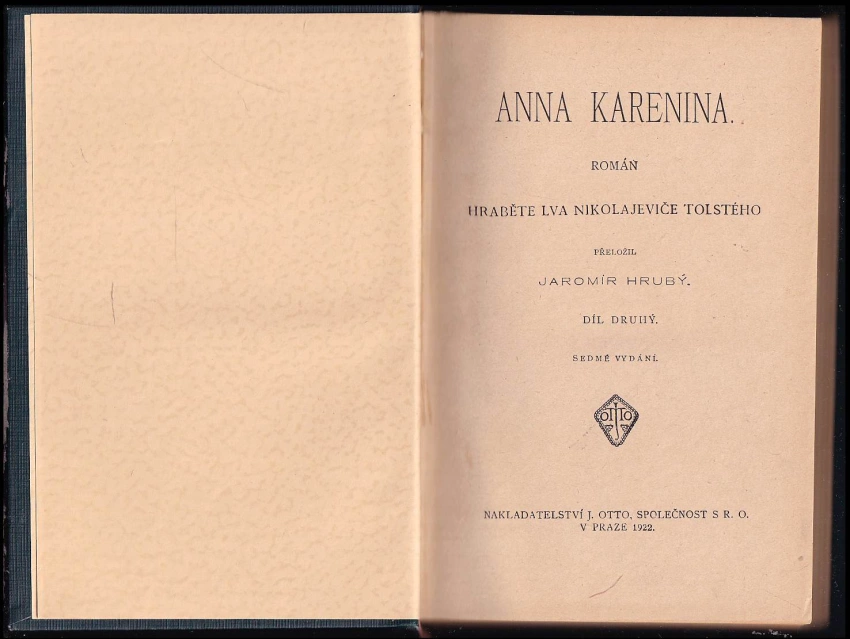 ANNA KARENINA.
ROMÁN
HRABĚTE LVA NIKOLAJEVIČE TOLSTÉHO
PŘELOŽIL
JAROMÍR HRUBÝ.
DÍL DRUHÝ.
SEDMÉ VYDÁNÍ.
OTTO
NAKLADATELSTVÍ J. OTTO, SPOLEČNOST S R. O.
V PRAZE 1922.